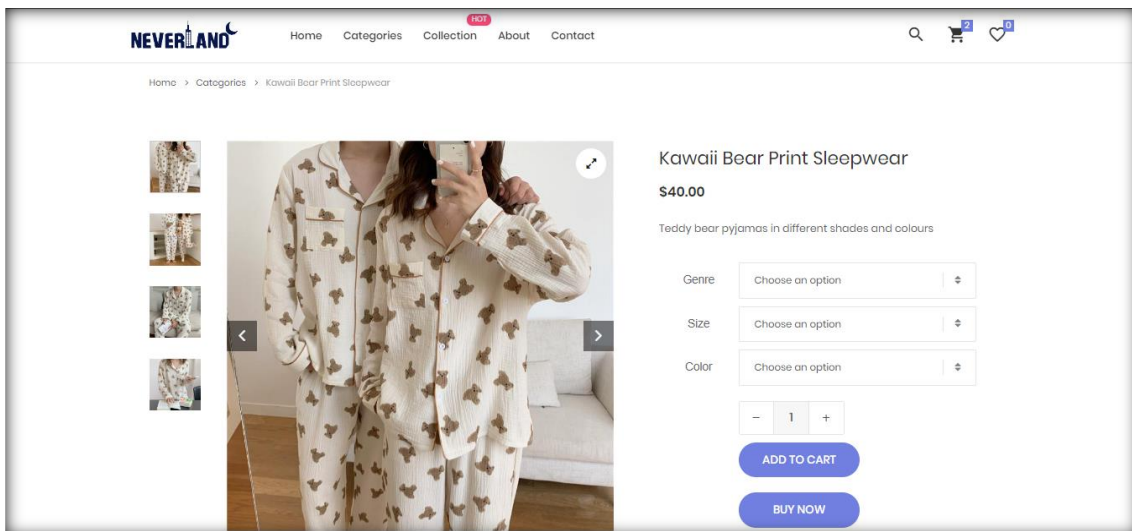 NEVERLAND
HOT
Home Categories Collection About Contact
2
0
Home > Categories > Kawaii Bear Print Sleepwear
Kawaii Bear Print Sleepwear
$40.00
Teddy bear pyjamas in different shades and colours
Genre Choose an option
Size Choose an option
Color Choose an option
− 1 +
ADD TO CART
BUY NOW